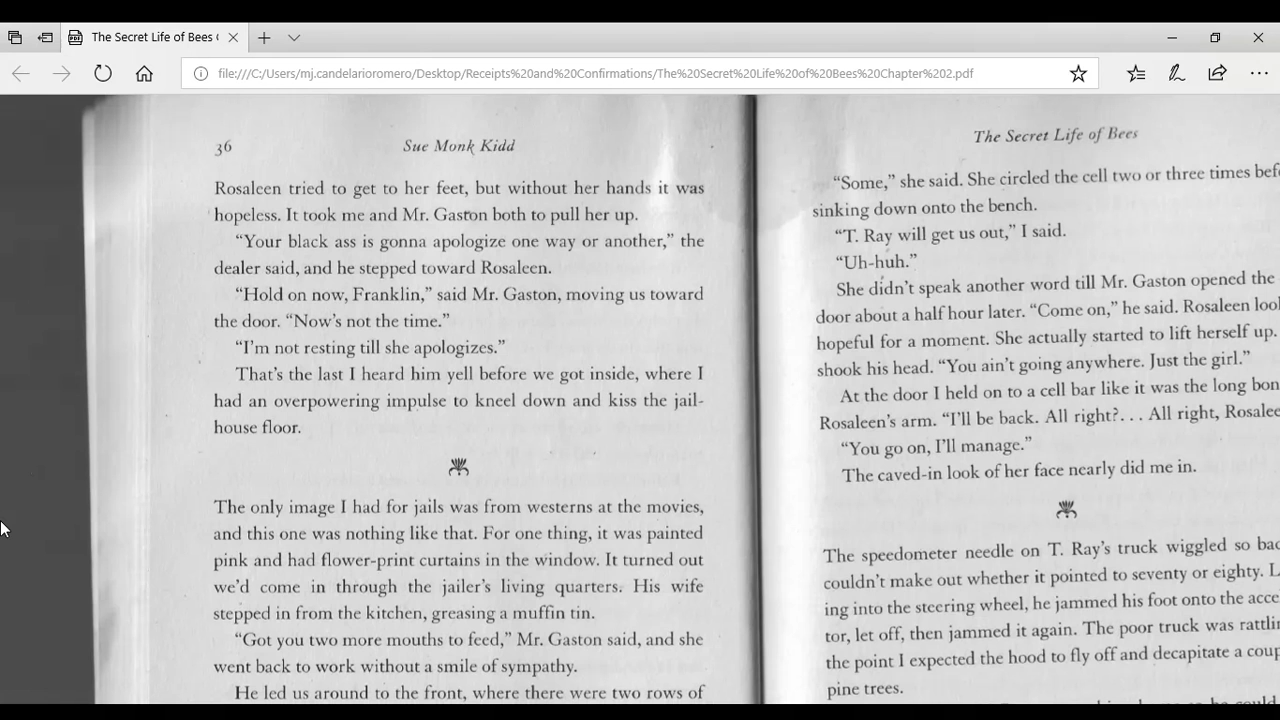 The Secret Life of Bees
file:///C:/Users/mj.candelarioromero/Desktop/Receipts%20and%20Confirmations/The%20Secret%20Life%20of%20Bees%20Chapter%202.pdf
36 Sue Monk Kidd
Rosaleen tried to get to her feet, but without her hands it was
hopeless. It took me and Mr. Gaston both to pull her up.
“Your black ass is gonna apologize one way or another,” the
dealer said, and he stepped toward Rosaleen.
“Hold on now, Franklin,” said Mr. Gaston, moving us toward
the door. “Now’s not the time.”
“I’m not resting till she apologizes.”
That’s the last I heard him yell before we got inside, where I
had an overpowering impulse to kneel down and kiss the jail-
house floor.
The only image I had for jails was from westerns at the movies,
and this one was nothing like that. For one thing, it was painted
pink and had flower-print curtains in the window. It turned out
we’d come in through the jailer’s living quarters. His wife
stepped in from the kitchen, greasing a muffin tin.
“Got you two more mouths to feed,” Mr. Gaston said, and she
went back to work without a smile of sympathy.
He led us around to the front, where there were two rows of
The Secret Life of Bees
“Some,” she said. She circled the cell two or three times bef
sinking down onto the bench.
“T. Ray will get us out,” I said.
“Uh-huh.”
She didn’t speak another word till Mr. Gaston opened the
door about a half hour later. “Come on,” he said. Rosaleen loo
hopeful for a moment. She actually started to lift herself up.
shook his head. “You ain’t going anywhere. Just the girl.”
At the door I held on to a cell bar like it was the long bon
Rosaleen’s arm. “I’ll be back. All right?. . . All right, Rosalee
“You go on, I’ll manage.”
The caved-in look of her face nearly did me in.
The speedometer needle on T. Ray’s truck wiggled so bad
couldn’t make out whether it pointed to seventy or eighty. L
ing into the steering wheel, he jammed his foot onto the acce
tor, let off, then jammed it again. The poor truck was rattlin
the point I expected the hood to fly off and decapitate a coup
pine trees.